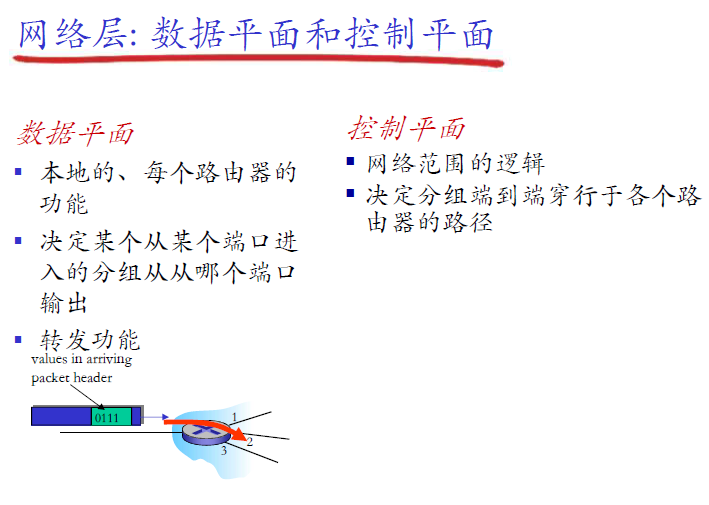 网络层: 数据平面和控制平面
数据平面
本地的、每个路由器的
功能
决定某个从某个端口进
入的分组从从哪个端口
输出
转发功能
values in arriving
packet header
0111
1
2
3
控制平面
网络范围的逻辑
决定分组端到端穿行于各个路
由器的路径